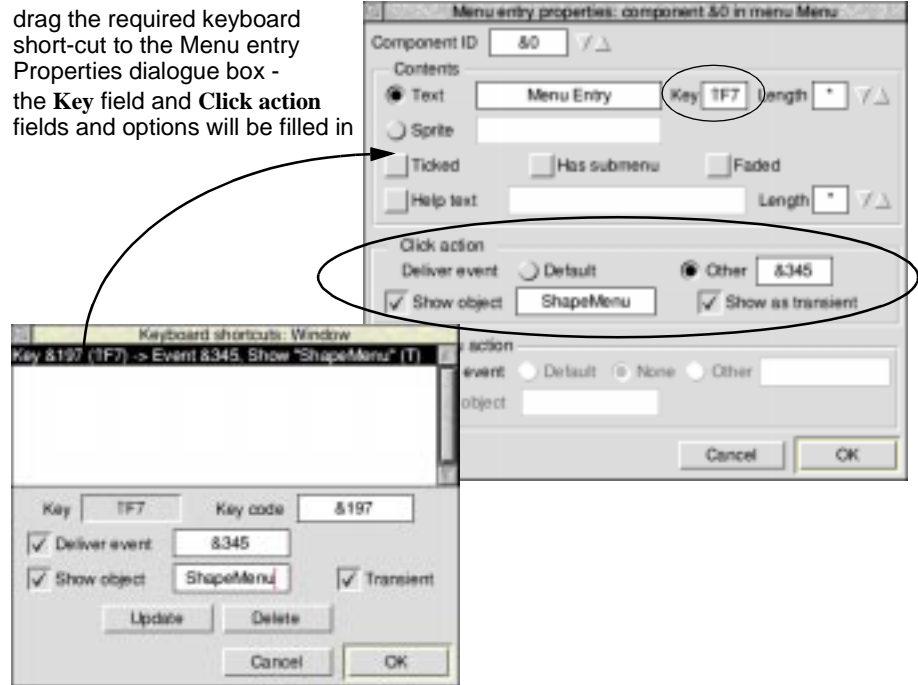 drag the required keyboard
short-cut to the Menu entry
Properties dialogue box -
the Key field and Click action
fields and options will be filled in
Menu entry properties: component &0 in menu Menu
Component ID &0
Contents
Text Menu Entry Key ⇑F7 Length *
Sprite
Ticked Has submenu Faded
Help text Length *
Click action
Deliver event Default Other &345
Show object ShapeMenu Show as transient
action
event Default None Other
object
Cancel OK
Keyboard shortcuts: Window
Key &197 (⇑F7) -> Event &345, Show "ShapeMenu" (T)
Key ⇑F7 Key code &197
Deliver event &345
Show object ShapeMenu Transient
Update Delete
Cancel OK